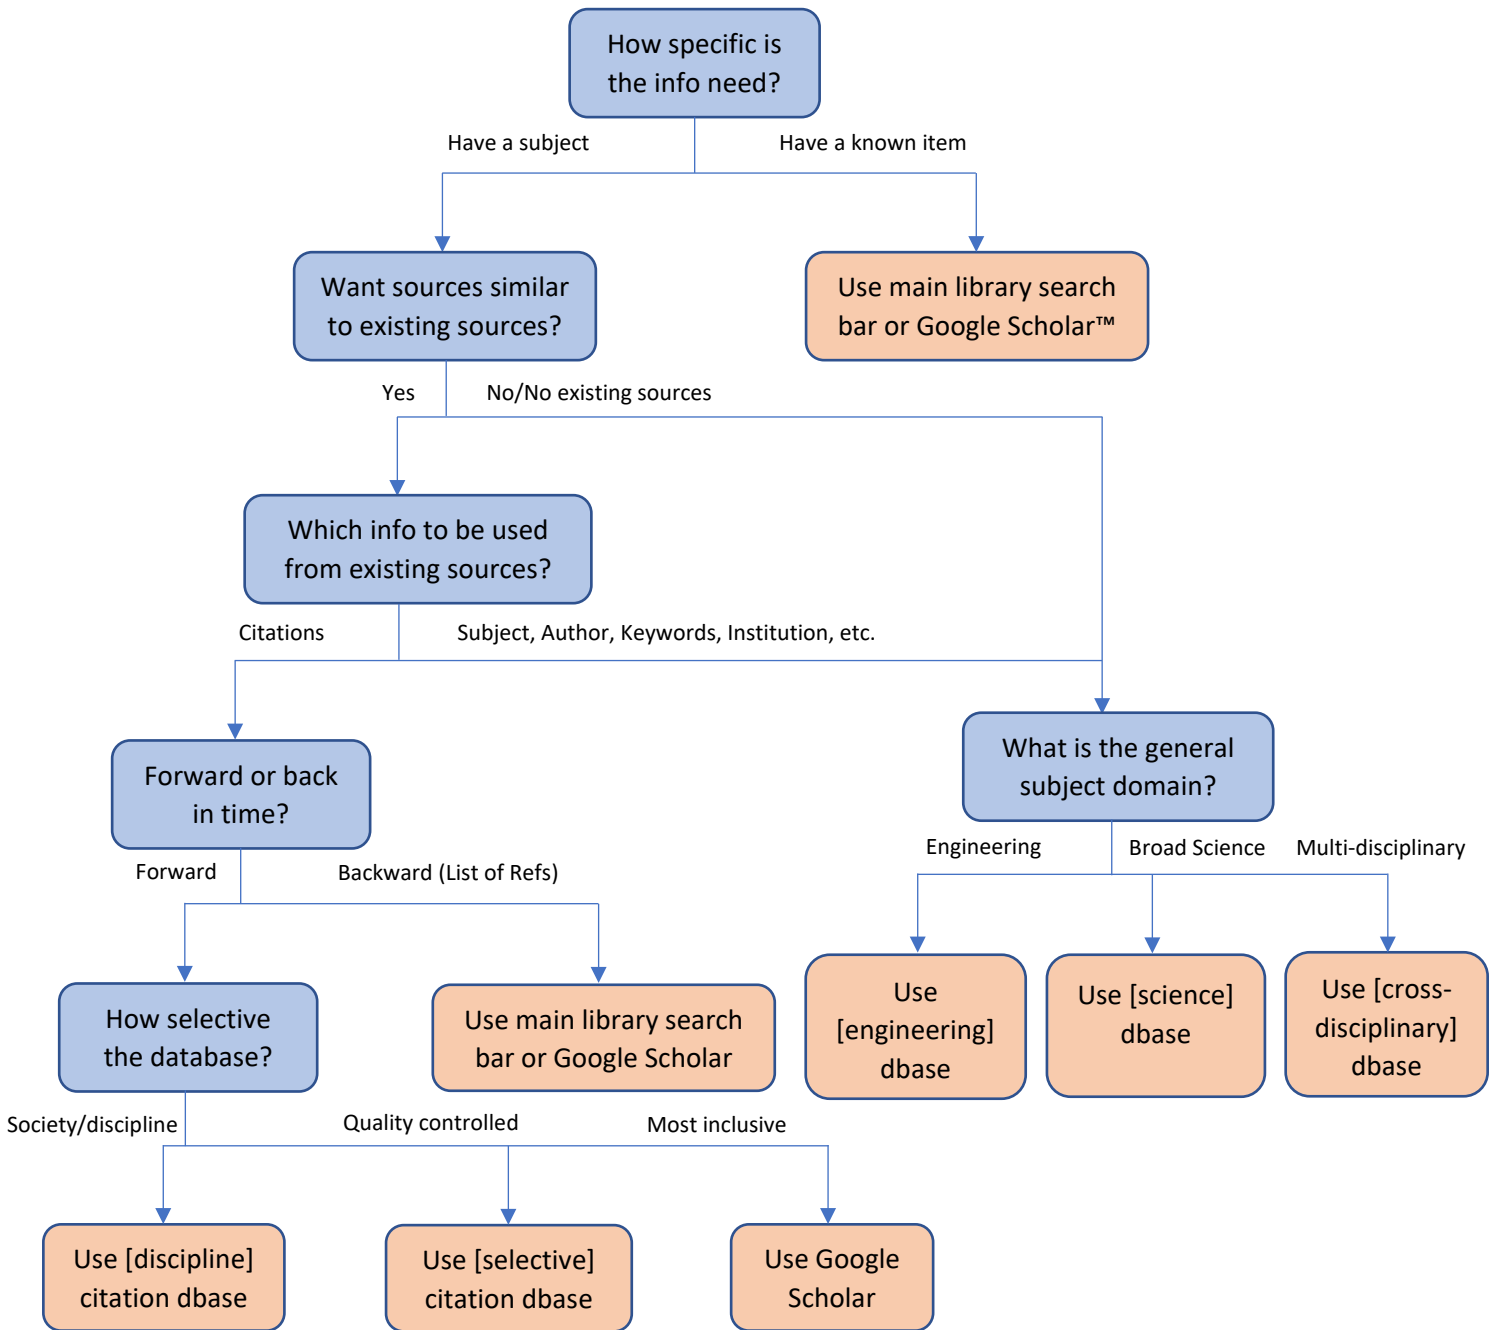 How specific is
the info need?
Have a subject
Have a known item
Want sources similar
to existing sources?
Use main library search
bar or Google Scholar™
Yes
No/No existing sources
Which info to be used
from existing sources?
Citations
Subject, Author, Keywords, Institution, etc.
Forward or back
in time?
What is the general
subject domain?
Forward
Backward (List of Refs)
Engineering
Broad Science
Multi-disciplinary
How selective
the database?
Use main library search
bar or Google Scholar
Use
[engineering]
dbase
Use [science]
dbase
Use [cross-
disciplinary]
dbase
Society/discipline
Quality controlled
Most inclusive
Use [discipline]
citation dbase
Use [selective]
citation dbase
Use Google
Scholar